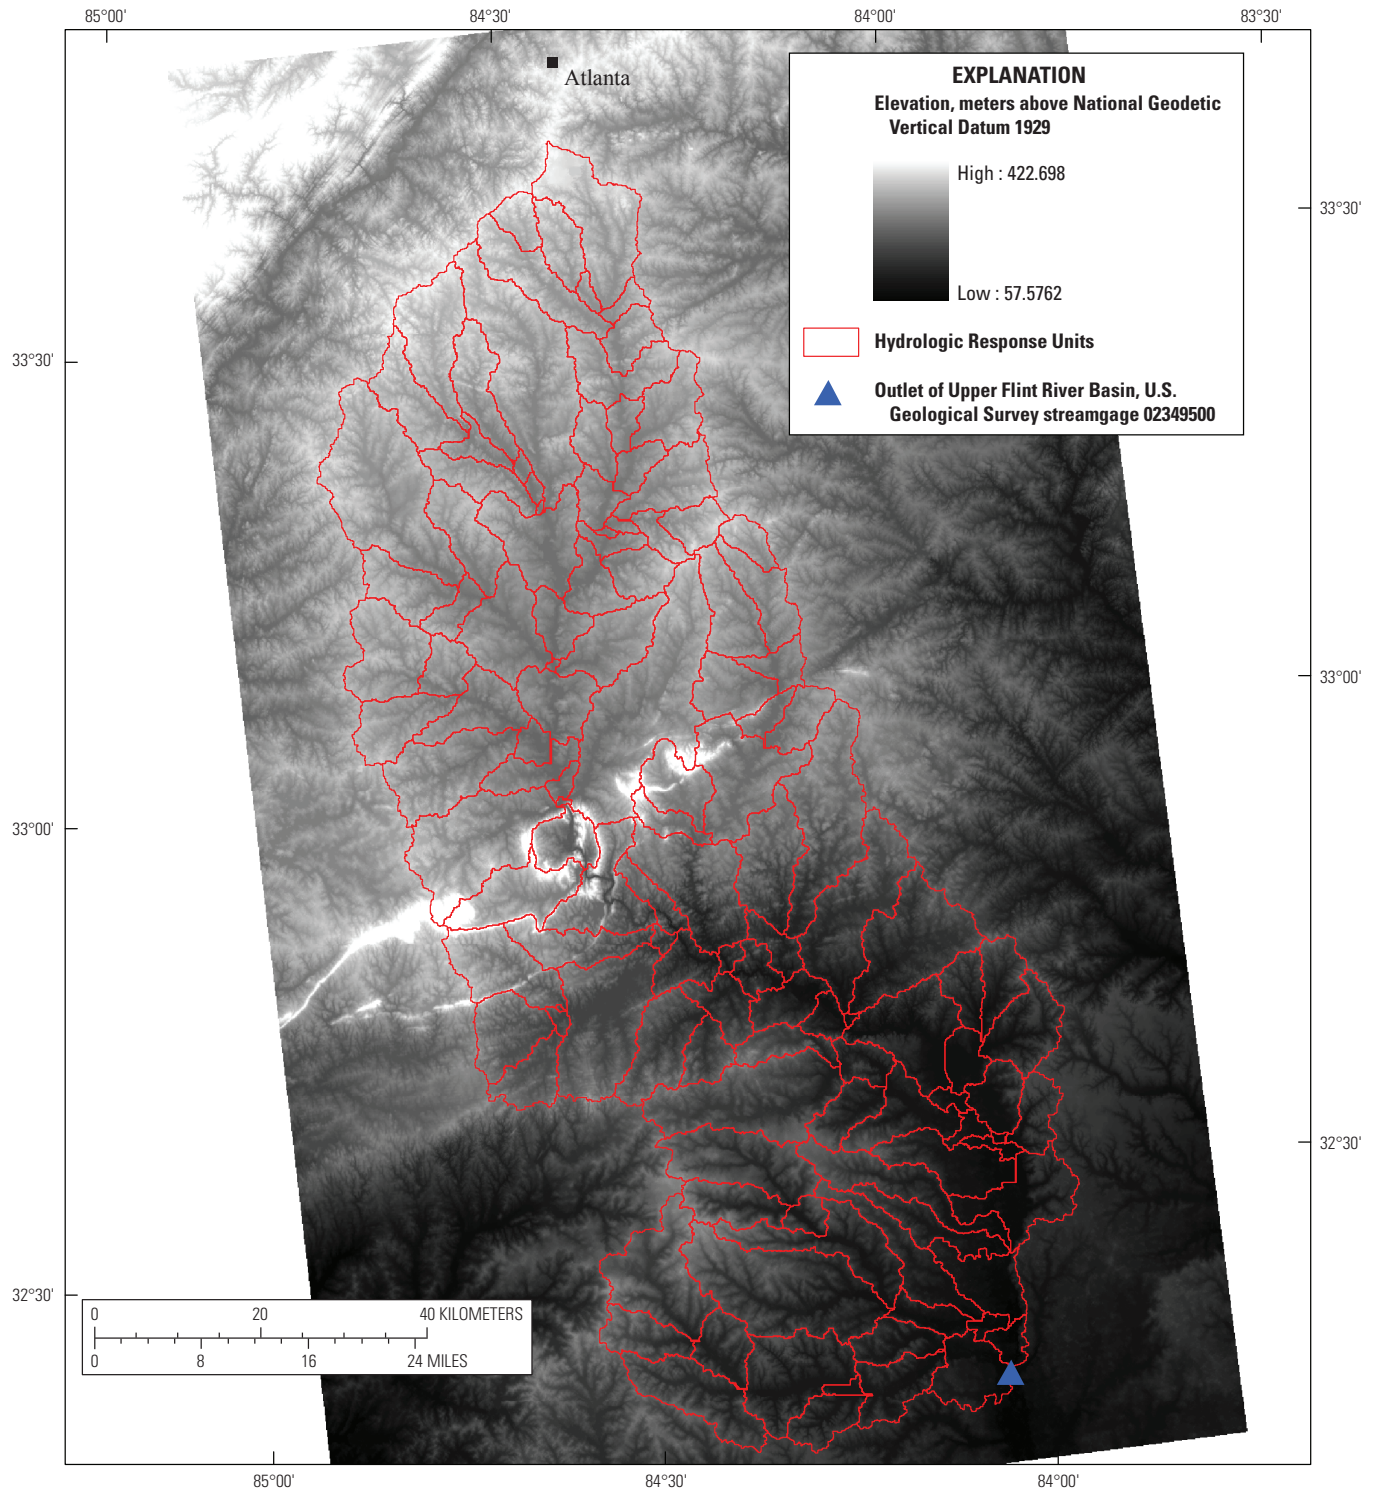 85°00' 84°30' 84°00' 83°30'
Atlanta
EXPLANATION
Elevation, meters above National Geodetic
Vertical Datum 1929
High : 422.698
Low : 57.5762
Hydrologic Response Units
Outlet of Upper Flint River Basin, U.S.
Geological Survey streamgage 02349500
33°30'
33°30'
33°00'
33°00'
32°30'
32°30'
0 20 40 KILOMETERS
0 8 16 24 MILES
85°00' 84°30' 84°00'